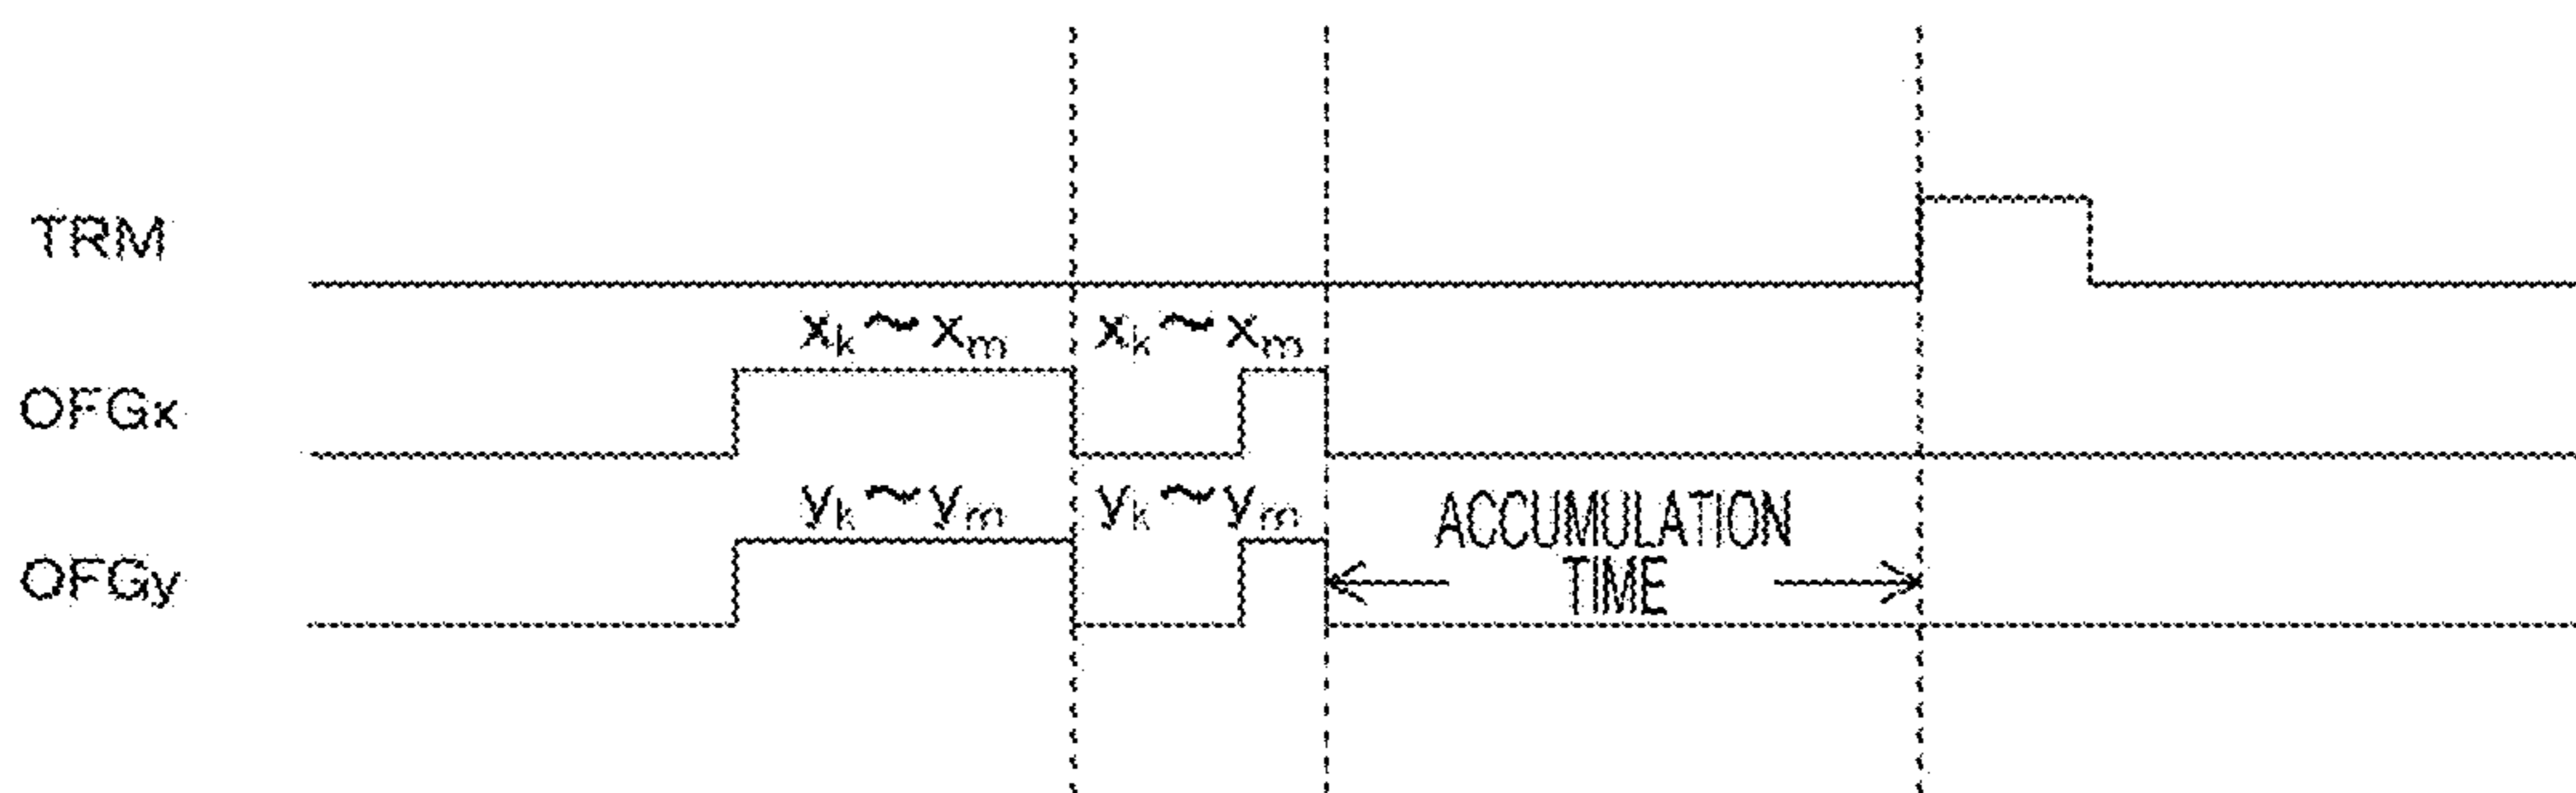 TRM
xₖ~xₘ xₖ~xₘ
OFGx
yₖ~yₘ yₖ~yₘ
ACCUMULATION
TIME
OFGy